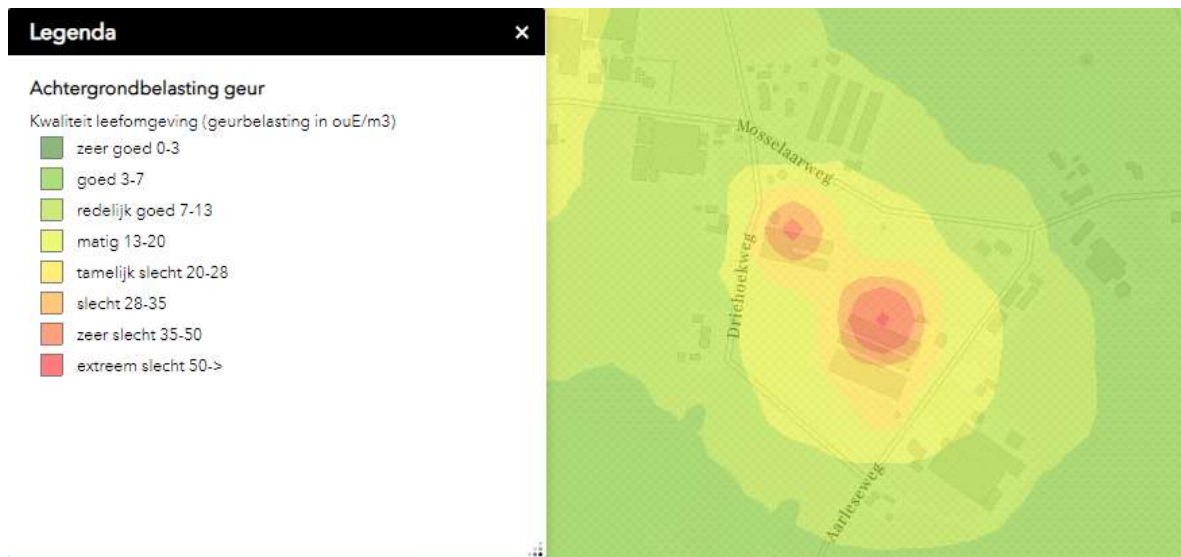 Legenda
Achtergrondbelasting geur
Kwaliteit leefomgeving (geurbelasting in ouE/m3)
zeer goed 0-3
goed 3-7
redelijk goed 7-13
matig 13-20
tamelijk slecht 20-28
slecht 28-35
zeer slecht 35-50
extreem slecht 50->
Mosselaarweg
Driehoekweg
Aarleseweg